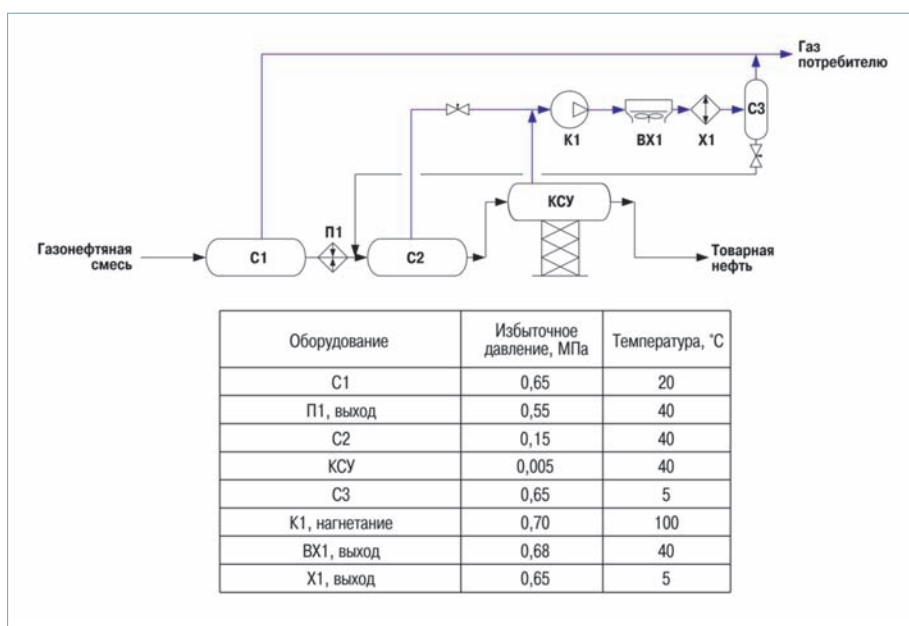 Газ
потребителю
С3
К1
ВХ1
Х1
КСУ
П1
Газонефтяная
смесь
С1
С2
Товарная
нефть
Оборудование
Избыточное
давление, МПа
Температура, ˚С
С1
0,65
20
П1, выход
0,55
40
С2
0,15
40
КСУ
0,005
40
С3
0,65
5
К1, нагнетание
0,70
100
ВХ1, выход
0,68
40
Х1, выход
0,65
5